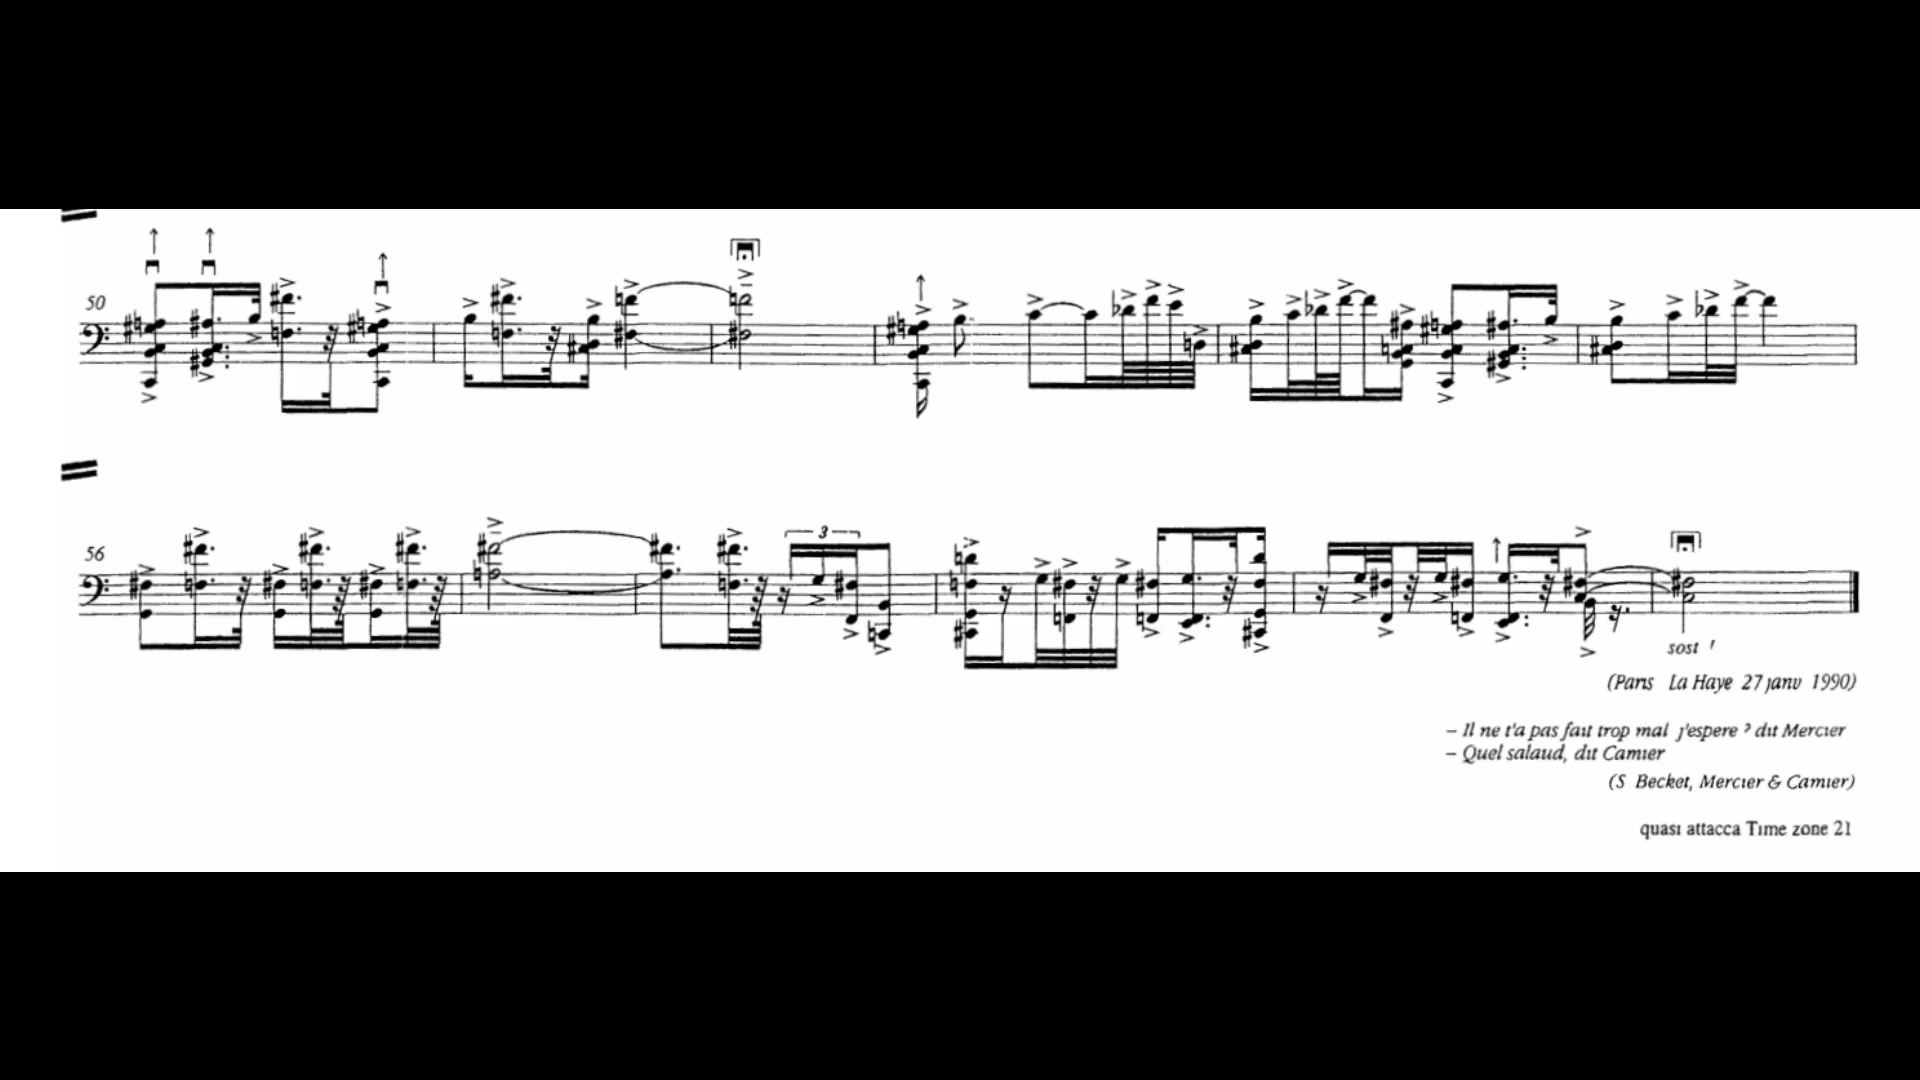 50
56
3
sost !
(Paris La Haye 27 janv 1990)
– Il ne t'a pas fait trop mal j'espere ? dit Mercier
– Quel salaud, dit Camier
(S Becket, Mercier & Camier)
quasi attacca Time zone 21